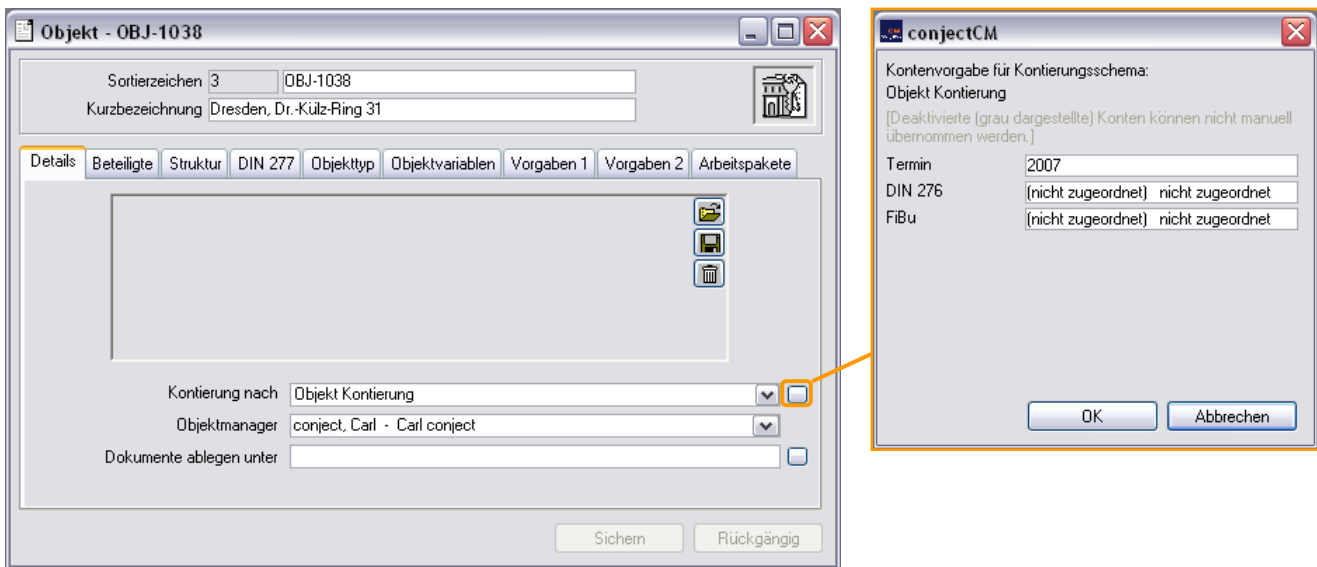 Objekt - OBJ-1038
Sortierzeichen 3 OBJ-1038
Kurzbezeichnung Dresden, Dr.-Külz-Ring 31
Details Beteiligte Struktur DIN 277 Objekttyp Objektvariablen Vorgaben 1 Vorgaben 2 Arbeitspakete
Kontierung nach Objekt Kontierung
Objektmanager conject, Carl - Carl conject
Dokumente ablegen unter
Sichern Rückgängig
conjectCM
Kontenvorgabe für Kontierungsschema:
Objekt Kontierung
[Deaktivierte (grau dargestellte) Konten können nicht manuell
übernommen werden.]
Termin 2007
DIN 276 (nicht zugeordnet) nicht zugeordnet
FiBu (nicht zugeordnet) nicht zugeordnet
OK Abbrechen